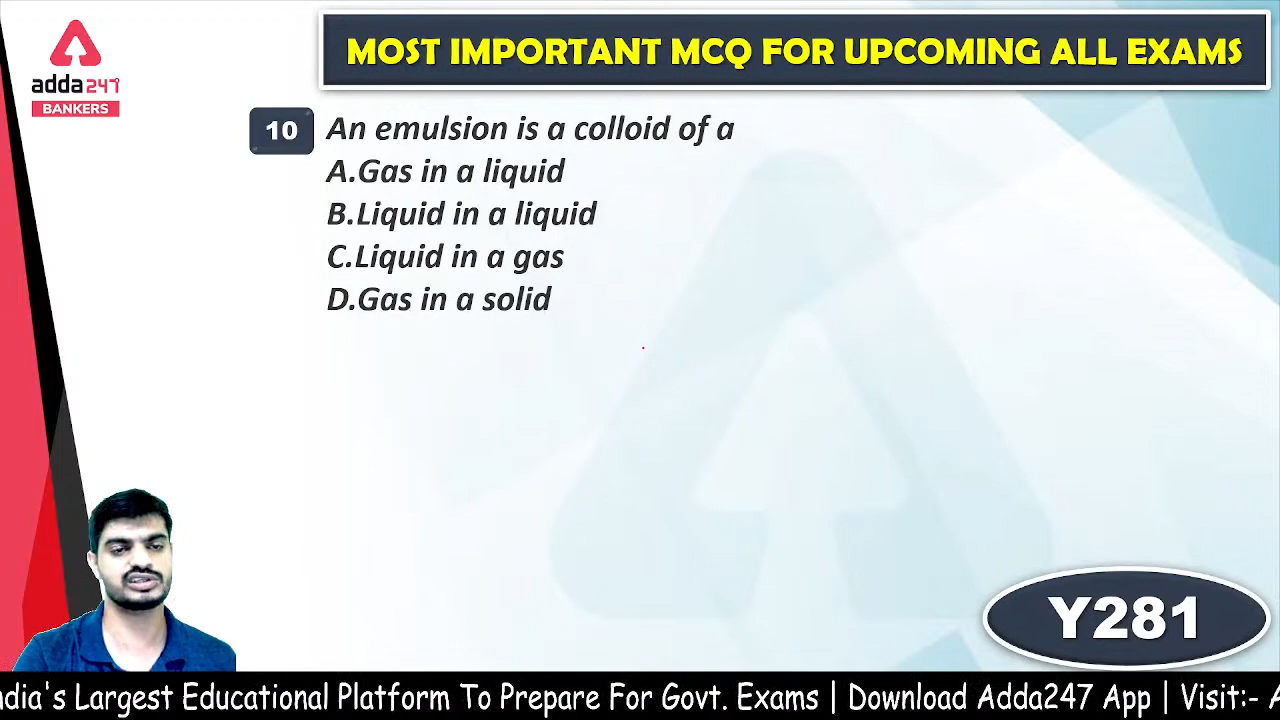 MOST IMPORTANT MCQ FOR UPCOMING ALL EXAMS
adda247
BANKERS
10 An emulsion is a colloid of a
A.Gas in a liquid
B.Liquid in a liquid
C.Liquid in a gas
D.Gas in a solid
Y281
ndia's Largest Educational Platform To Prepare For Govt. Exams | Download Adda247 App | Visit:- A